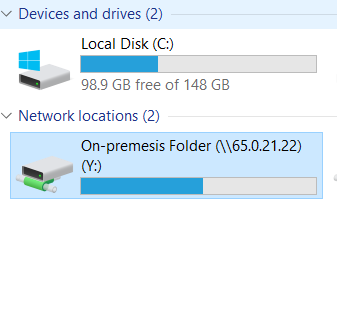 Devices and drives (2)
Local Disk (C:)
98.9 GB free of 148 GB
Network locations (2)
On-premesis Folder (\\65.0.21.22)
(Y:)